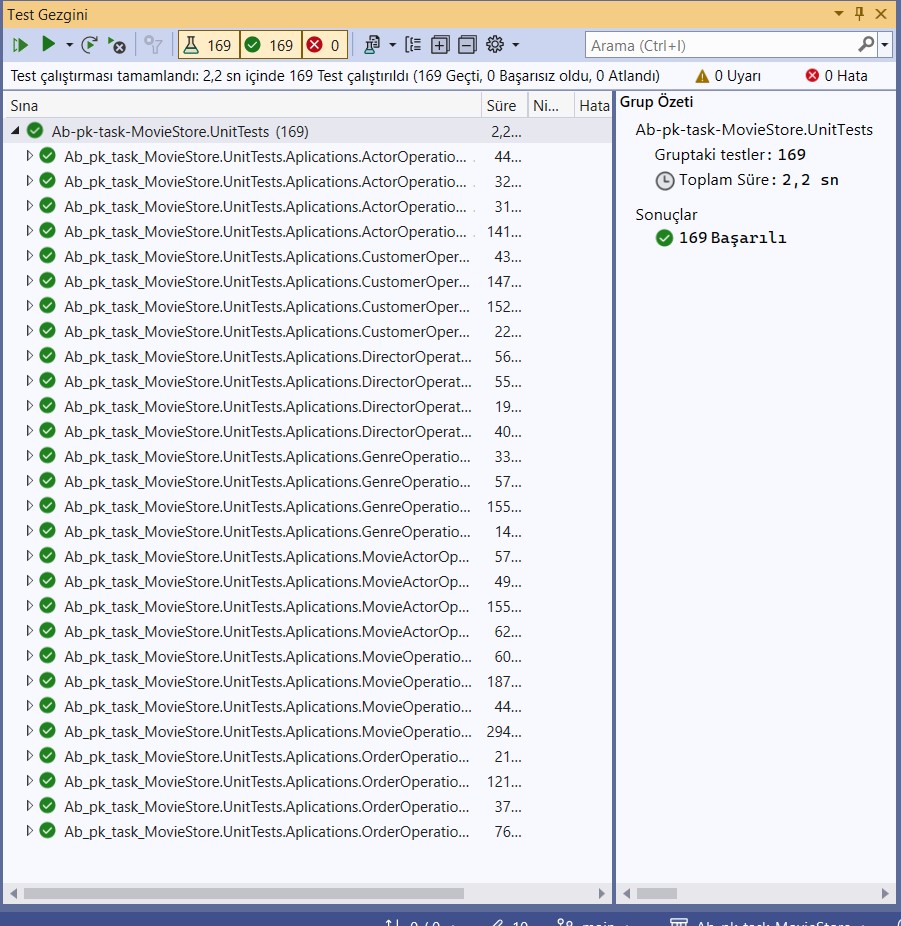 Test Gezgini
169 169 0 Arama (Ctrl+I)
Test çalıştırması tamamlandı: 2,2 sn içinde 169 Test çalıştırıldı (169 Geçti, 0 Başarısız oldu, 0 Atlandı) 0 Uyarı 0 Hata
Sına Süre Ni... Hata
Ab-pk-task-MovieStore.UnitTests (169) 2,2...
Ab_pk_task_MovieStore.UnitTests.Aplications.ActorOperatio... 44...
Ab_pk_task_MovieStore.UnitTests.Aplications.ActorOperatio... 32...
Ab_pk_task_MovieStore.UnitTests.Aplications.ActorOperatio... 31...
Ab_pk_task_MovieStore.UnitTests.Aplications.ActorOperatio... 141...
Ab_pk_task_MovieStore.UnitTests.Aplications.CustomerOper... 43...
Ab_pk_task_MovieStore.UnitTests.Aplications.CustomerOper... 147...
Ab_pk_task_MovieStore.UnitTests.Aplications.CustomerOper... 152...
Ab_pk_task_MovieStore.UnitTests.Aplications.CustomerOper... 22...
Ab_pk_task_MovieStore.UnitTests.Aplications.DirectorOperat... 56...
Ab_pk_task_MovieStore.UnitTests.Aplications.DirectorOperat... 55...
Ab_pk_task_MovieStore.UnitTests.Aplications.DirectorOperat... 19...
Ab_pk_task_MovieStore.UnitTests.Aplications.DirectorOperat... 40...
Ab_pk_task_MovieStore.UnitTests.Aplications.GenreOperatio... 33...
Ab_pk_task_MovieStore.UnitTests.Aplications.GenreOperatio... 57...
Ab_pk_task_MovieStore.UnitTests.Aplications.GenreOperatio... 155...
Ab_pk_task_MovieStore.UnitTests.Aplications.GenreOperatio... 14...
Ab_pk_task_MovieStore.UnitTests.Aplications.MovieActorOp... 57...
Ab_pk_task_MovieStore.UnitTests.Aplications.MovieActorOp... 49...
Ab_pk_task_MovieStore.UnitTests.Aplications.MovieActorOp... 155...
Ab_pk_task_MovieStore.UnitTests.Aplications.MovieActorOp... 62...
Ab_pk_task_MovieStore.UnitTests.Aplications.MovieOperatio... 60...
Ab_pk_task_MovieStore.UnitTests.Aplications.MovieOperatio... 187...
Ab_pk_task_MovieStore.UnitTests.Aplications.MovieOperatio... 44...
Ab_pk_task_MovieStore.UnitTests.Aplications.MovieOperatio... 294...
Ab_pk_task_MovieStore.UnitTests.Aplications.OrderOperatio... 21...
Ab_pk_task_MovieStore.UnitTests.Aplications.OrderOperatio... 121...
Ab_pk_task_MovieStore.UnitTests.Aplications.OrderOperatio... 37...
Ab_pk_task_MovieStore.UnitTests.Aplications.OrderOperatio... 76...
Grup Özeti
Ab-pk-task-MovieStore.UnitTests
Gruptaki testler: 169
Toplam Süre: 2,2 sn
Sonuçlar
169 Başarılı
0 / 0 10 main Ab-pk-task-MovieStore